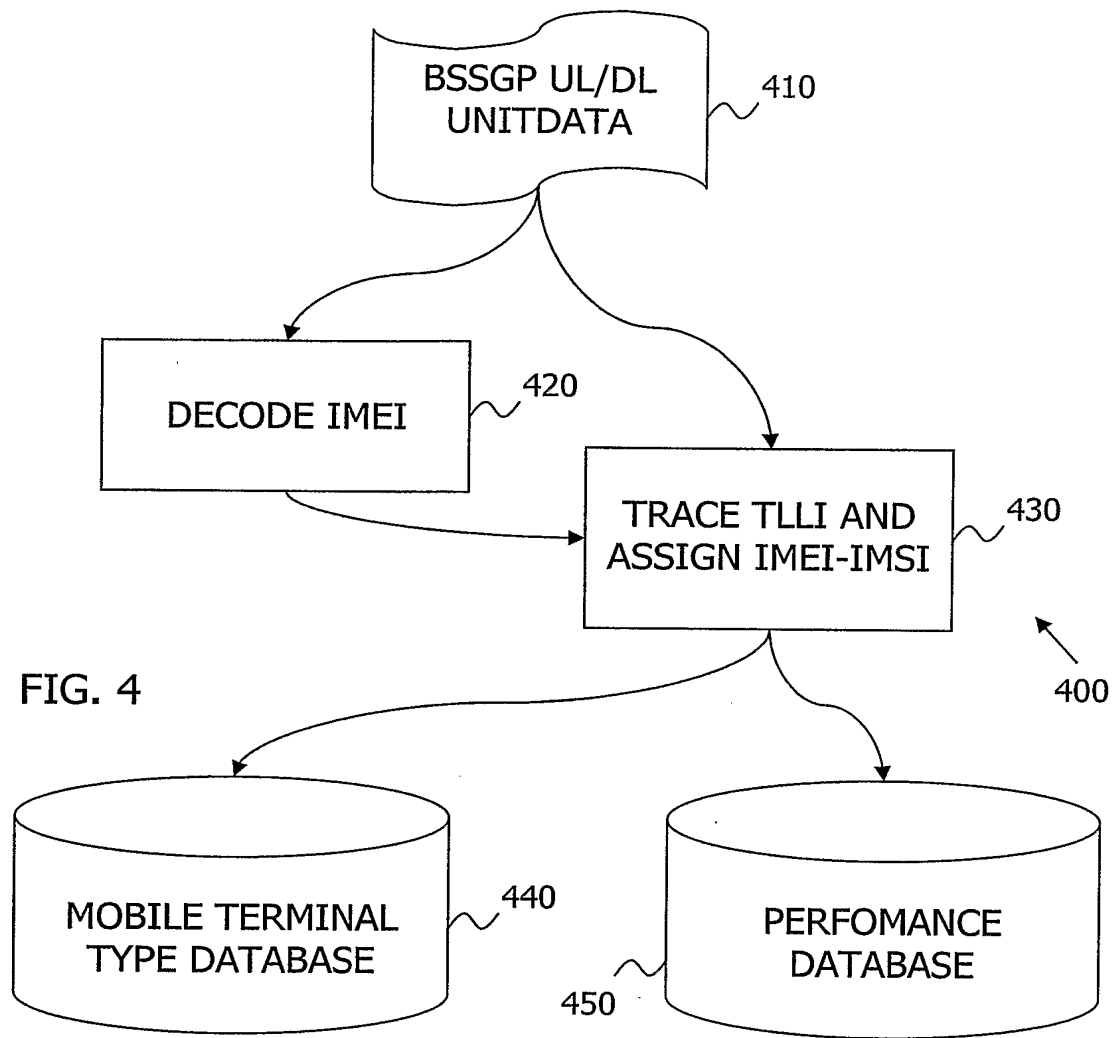 BSSGP UL/DL
UNITDATA
410
DECODE IMEI
420
TRACE TLLI AND
ASSIGN IMEI-IMSI
430
400
FIG. 4
MOBILE TERMINAL
TYPE DATABASE
440
PERFOMANCE
DATABASE
450